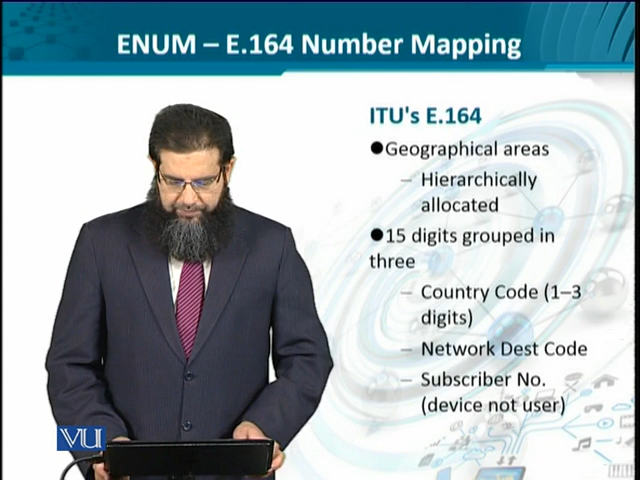 ENUM – E.164 Number Mapping
ITU's E.164
●Geographical areas
– Hierarchically
allocated
●15 digits grouped in
three
– Country Code (1–3
digits)
– Network Dest Code
– Subscriber No.
(device not user)
VU